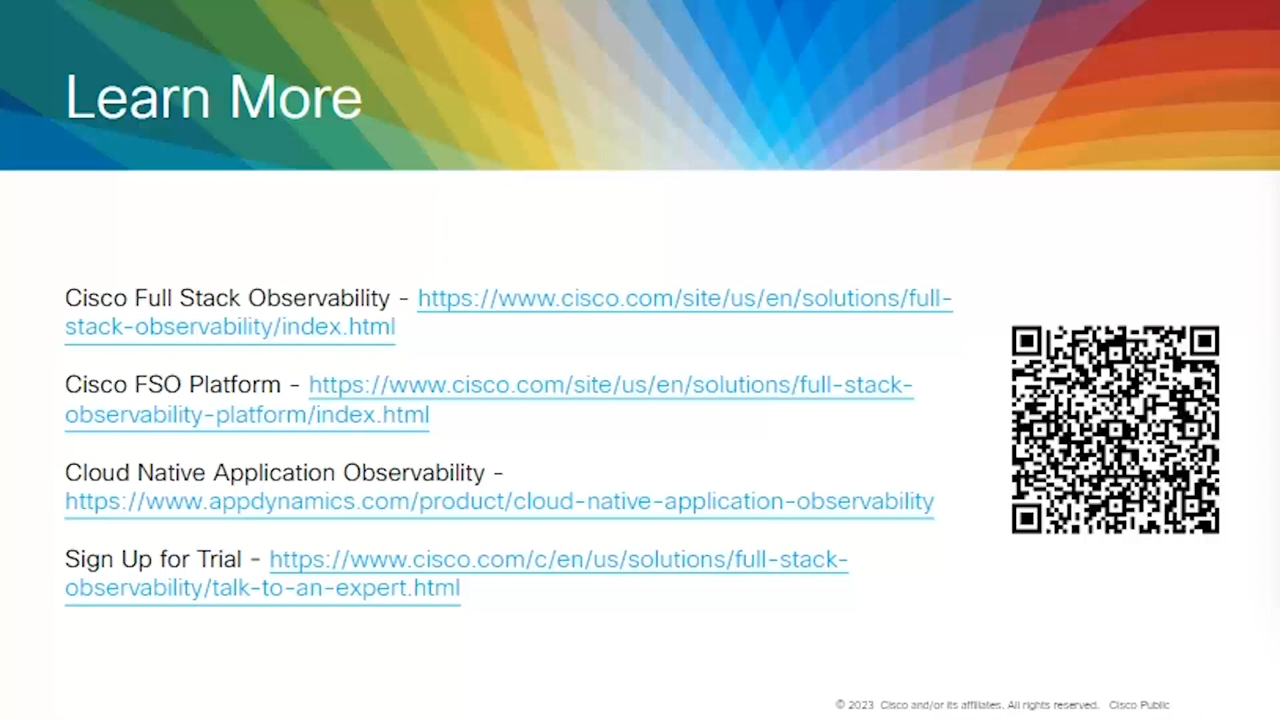 Learn More
Cisco Full Stack Observability - https://www.cisco.com/site/us/en/solutions/full-
stack-observability/index.html
Cisco FSO Platform - https://www.cisco.com/site/us/en/solutions/full-stack-
observability-platform/index.html
Cloud Native Application Observability -
https://www.appdynamics.com/product/cloud-native-application-observability
Sign Up for Trial - https://www.cisco.com/c/en/us/solutions/full-stack-
observability/talk-to-an-expert.html
© 2023 Cisco and/or its affiliates. All rights reserved. Cisco Public